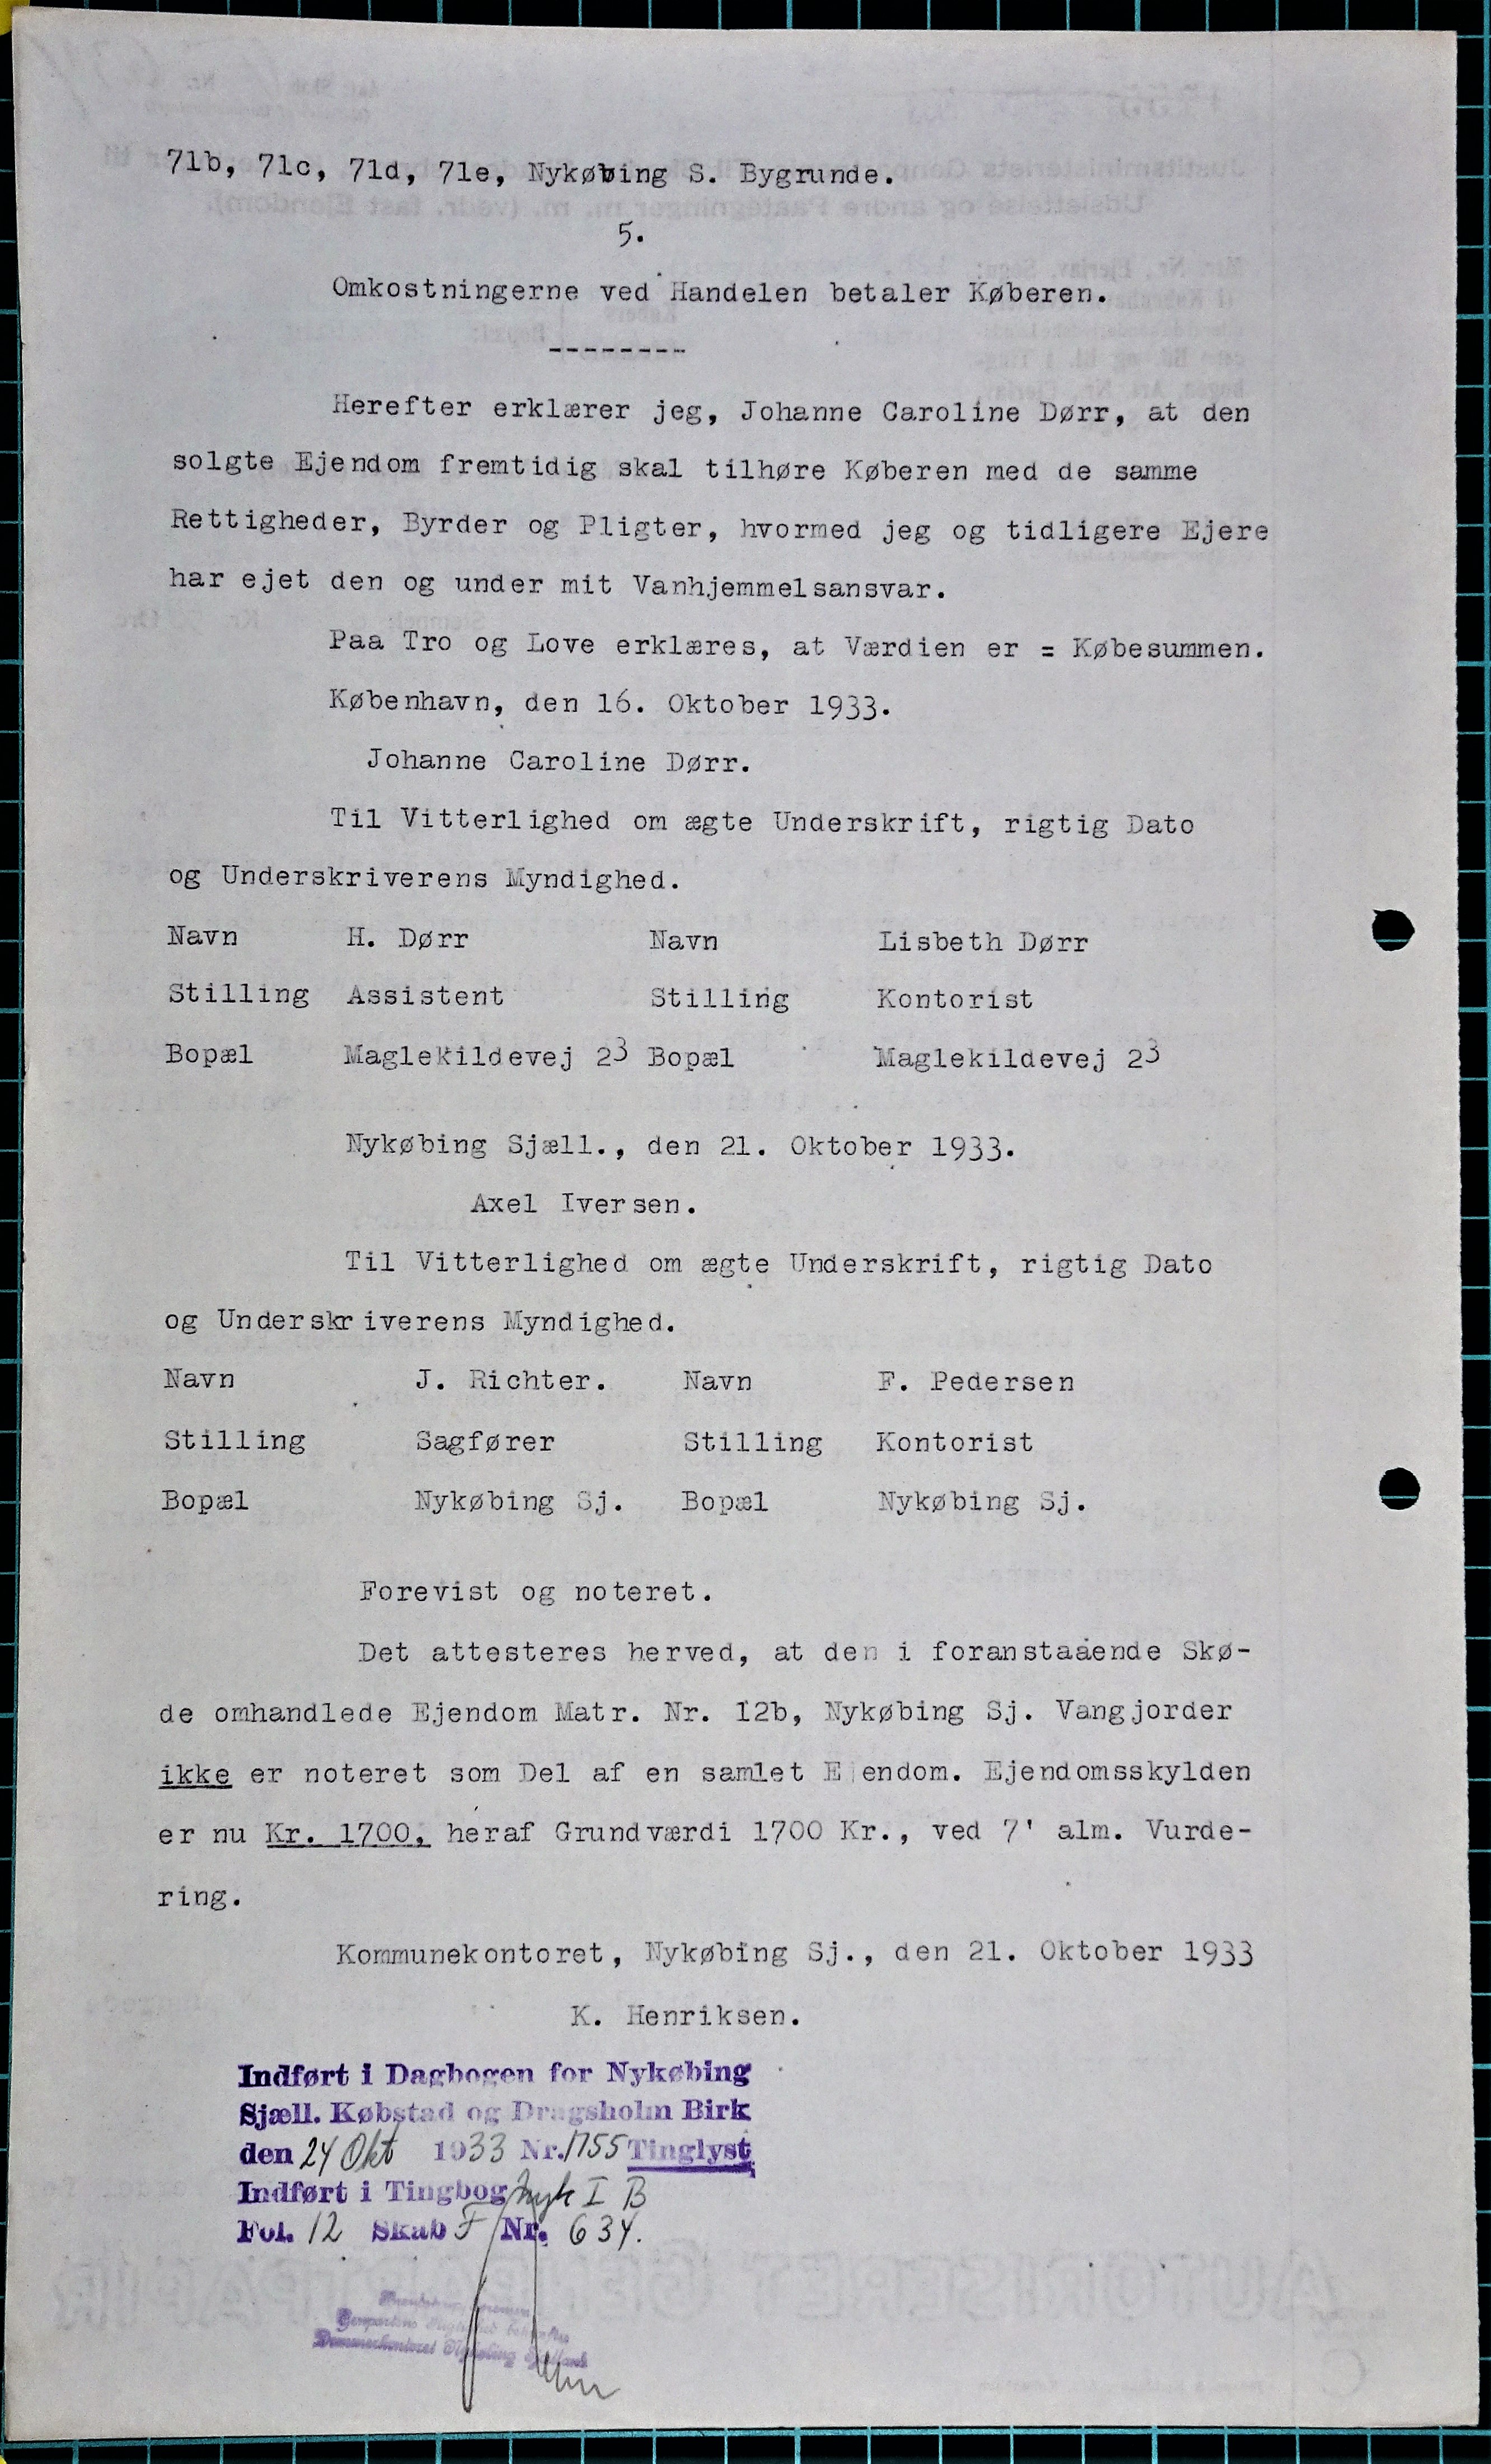 71b, 71c, 71d, 71e, Nykøbing S. Bygrunde.
5.
Omkostningerne ved Handelen betaler Køberen.
--------
Herefter erklærer jeg, Johanne Caroline Dørr, at den
solgte Ejendom fremtidig skal tilhøre Køberen med de samme
Rettigheder, Byrder og Pligter, hvormed jeg og tidligere Ejere
har ejet den og under mit Vanhjemmelsansvar.
Paa Tro og Love erklæres, at Værdien er = Købesummen.
København, den 16. Oktober 1933.
Johanne Caroline Dørr.
Til Vitterlighed om ægte Underskrift, rigtig Dato
og Underskriverens Myndighed.
Navn H. Dørr Navn Lisbeth Dørr
Stilling Assistent Stilling Kontorist
Bopæl Maglekildevej 23 Bopæl Maglekildevej 23
Nykøbing Sjæll., den 21. Oktober 1933.
Axel Iversen.
Til Vitterlighed om ægte Underskrift, rigtig Dato
og Underskriverens Myndighed.
Navn J. Richter. Navn F. Pedersen
Stilling Sagfører Stilling Kontorist
Bopæl Nykøbing Sj. Bopæl Nykøbing Sj.
Forevist og noteret.
Det attesteres herved, at den i foranstaaende Skø-
de omhandlede Ejendom Matr. Nr. 12b, Nykøbing Sj. Vangjorder
ikke er noteret som Del af en samlet Ejendom. Ejendomsskylden
er nu Kr. 1700, heraf Grundværdi 1700 Kr., ved 7' alm. Vurde-
ring.
Kommunekontoret, Nykøbing Sj., den 21. Oktober 1933
K. Henriksen.
Indført i Dagbogen for Nykøbing
Sjæll. Købstad og Dragsholm Birk
den 24 Okt 1933 Nr. 1755 Tinglyst
Indført i Tingbog Nyk I B
Fol. 12 Skab F Nr. 634.
Genpartens Rigtighed bekræftes
Dommerkontoret Nykøbing Sjælland